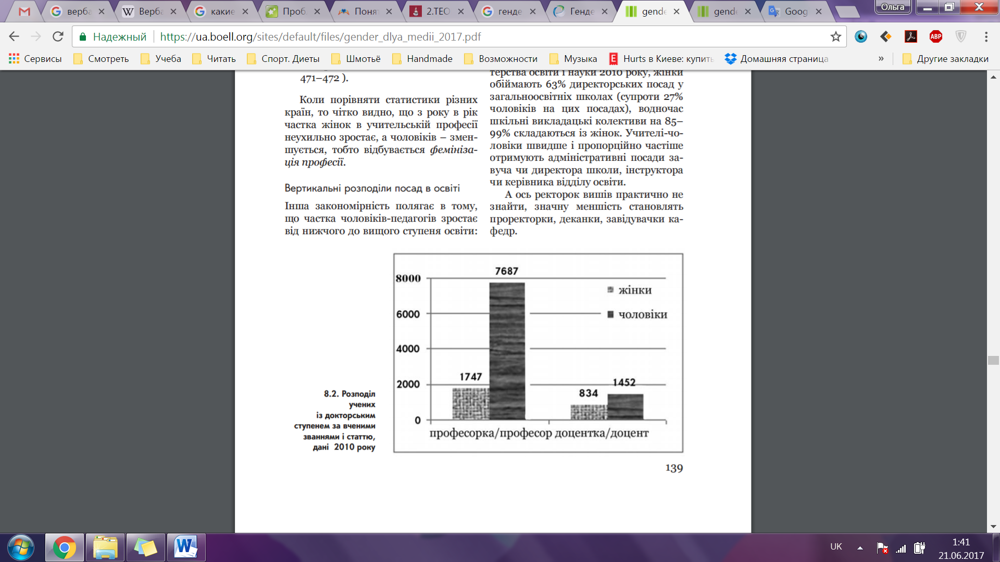 верба
Верба
какие
Проб
Поня
2.ТЕО
генде
Генде
gende
gende
Goog
Ольга
Надежный
https://ua.boell.org/sites/default/files/gender_dlya_medii_2017.pdf
ABP
Сервисы
Смотреть
Учеба
Читать
Спорт. Диеты
Шмотьё
Handmade
Возможности
Музыка
Hurts в Киеве: купить
Домашняя страница
»
Другие закладки
471–472 ).
Коли порівняти статистики різних
країн, то чітко видно, що з року в рік
частка жінок в учительській професії
неухильно зростає, а чоловіків – змен-
шується, тобто відбувається фемініза-
ція професії.
Вертикальні розподіли посад в освіті
Інша закономірність полягає в тому,
що частка чоловіків-педагогів зростає
від нижчого до вищого ступеня освіти:
терства освіти і науки 2010 року, жінки
обіймають 63% директорських посад у
загальноосвітніх школах (супроти 27%
чоловіків на цих посадах), водночас
шкільні викладацькі колективи на 85–
99% складаються із жінок. Учителі-чо-
ловіки швидше і пропорційно частіше
отримують адміністративні посади за-
вуча чи директора школи, інструктора
чи керівника відділу освіти.
А ось ректорок вишів практично не
знайти, значну меншість становлять
проректорки, деканки, завідувачки ка-
федр.
8.2. Розподіл
учених
із докторським
ступенем за вченими
званнями і статтю,
дані 2010 року
8000
6000
4000
2000
0
7687
1747
834
1452
жінки
чоловіки
професорка/професор доцентка/доцент
139
UK
1:41
21.06.2017